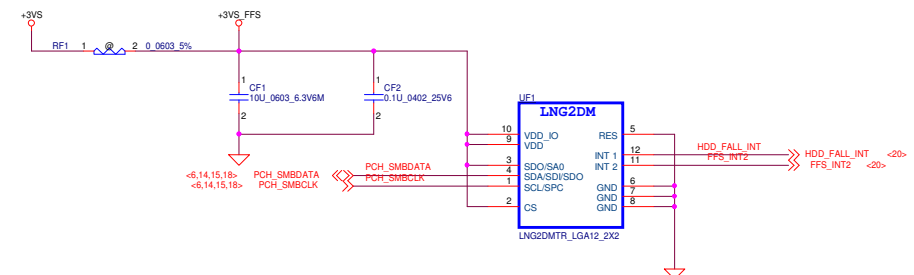 +3VS
+3VS_FFS
RF1 1 @ 2 0_0603_5%
1
CF1
10U_0603_6.3V6M
2
1
CF2
0.1U_0402_25V6
2
UF1
LNG2DM
10 VDD_IO
9 VDD
3 SDO/SA0
4 SDA/SDI/SDO
1 SCL/SPC
2 CS
RES 5
INT 1 12
INT 2 11
GND 6
GND 7
GND 8
LNG2DMTR_LGA12_2X2
<6,14,15,18> PCH_SMBDATA PCH_SMBDATA
<6,14,15,18> PCH_SMBCLK PCH_SMBCLK
HDD_FALL_INT HDD_FALL_INT <20>
FFS_INT2 FFS_INT2 <20>